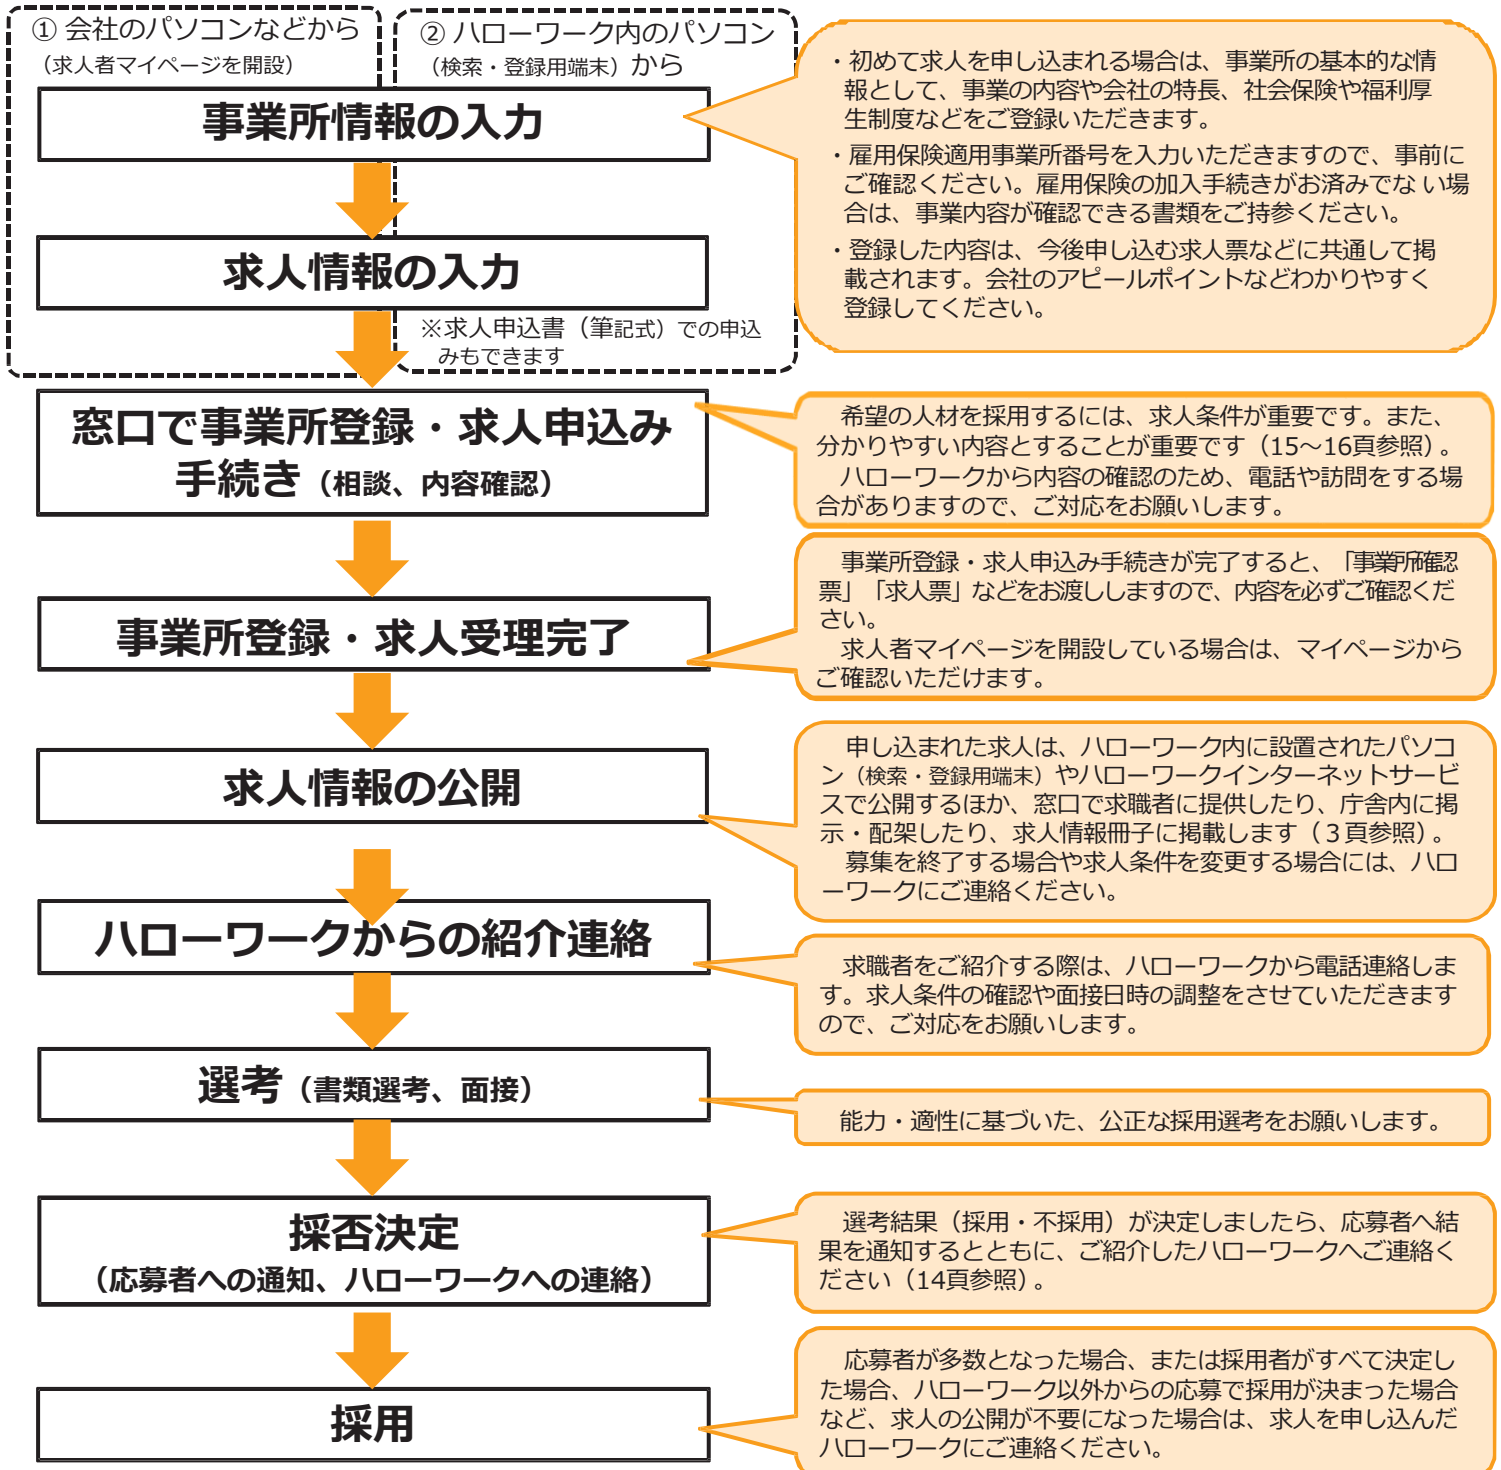 ① 会社のパソコンなどから
（求人者マイページを開設）
② ハローワーク内のパソコン
（検索・登録用端末）から
事業所情報の入力
・初めて求人を申し込まれる場合は、事業所の基本的な情
報として、事業の内容や会社の特長、社会保険や福利厚
生制度などをご登録いただきます。
・雇用保険適用事業所番号を入力いただきますので、事前に
ご確認ください。雇用保険の加入手続きがお済みでな い場
合は、事業内容が確認できる書類をご持参ください。
・登録した内容は、今後申し込む求人票などに共通して掲
載されます。会社のアピールポイントなどわかりやすく
登録してください。
求人情報の入力
※求人申込書（筆記式）での申込
みもできます
窓口で事業所登録・求人申込み
手続き（相談、内容確認）
希望の人材を採用するには、求人条件が重要です。また、
分かりやすい内容とすることが重要です（15～16頁参照）。
ハローワークから内容の確認のため、電話や訪問をする場
合がありますので、ご対応をお願いします。
事業所登録・求人受理完了
事業所登録・求人申込み手続きが完了すると、「事業所確認
票」「求人票」などをお渡ししますので、内容を必ずご確認くだ
さい。
求人者マイページを開設している場合は、マイページから
ご確認いただけます。
求人情報の公開
申し込まれた求人は、ハローワーク内に設置されたパソコ
ン（検索・登録用端末）やハローワークインターネットサービ
スで公開するほか、窓口で求職者に提供したり、庁舎内に掲
示・配架したり、求人情報冊子に掲載します（３頁参照）。
募集を終了する場合や求人条件を変更する場合には、ハロ
ーワークにご連絡ください。
ハローワークからの紹介連絡
求職者をご紹介する際は、ハローワークから電話連絡しま
す。求人条件の確認や面接日時の調整をさせていただきます
ので、ご対応をお願いします。
選考（書類選考、面接）
能力・適性に基づいた、公正な採用選考をお願いします。
採否決定
（応募者への通知、ハローワークへの連絡）
選考結果（採用・不採用）が決定しましたら、応募者へ結
果を通知するとともに、ご紹介したハローワークへご連絡く
ださい（14頁参照）。
採用
応募者が多数となった場合、または採用者がすべて決定し
た場合、ハローワーク以外からの応募で採用が決まった場合
など、求人の公開が不要になった場合は、求人を申し込んだ
ハローワークにご連絡ください。